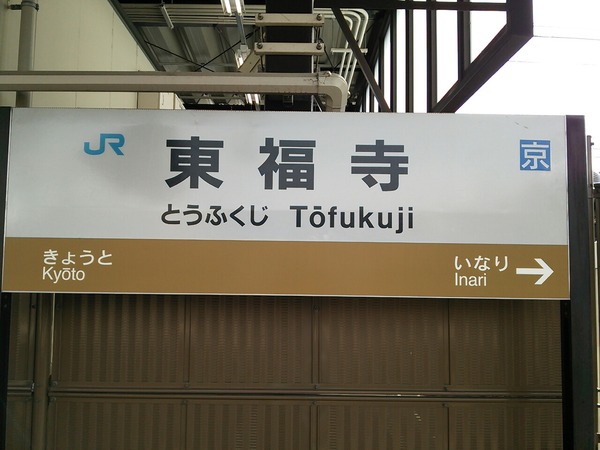 JR 東福寺 京
とうふくじ Tōfukuji
きょうと
Kyōto
いなり
Inari →